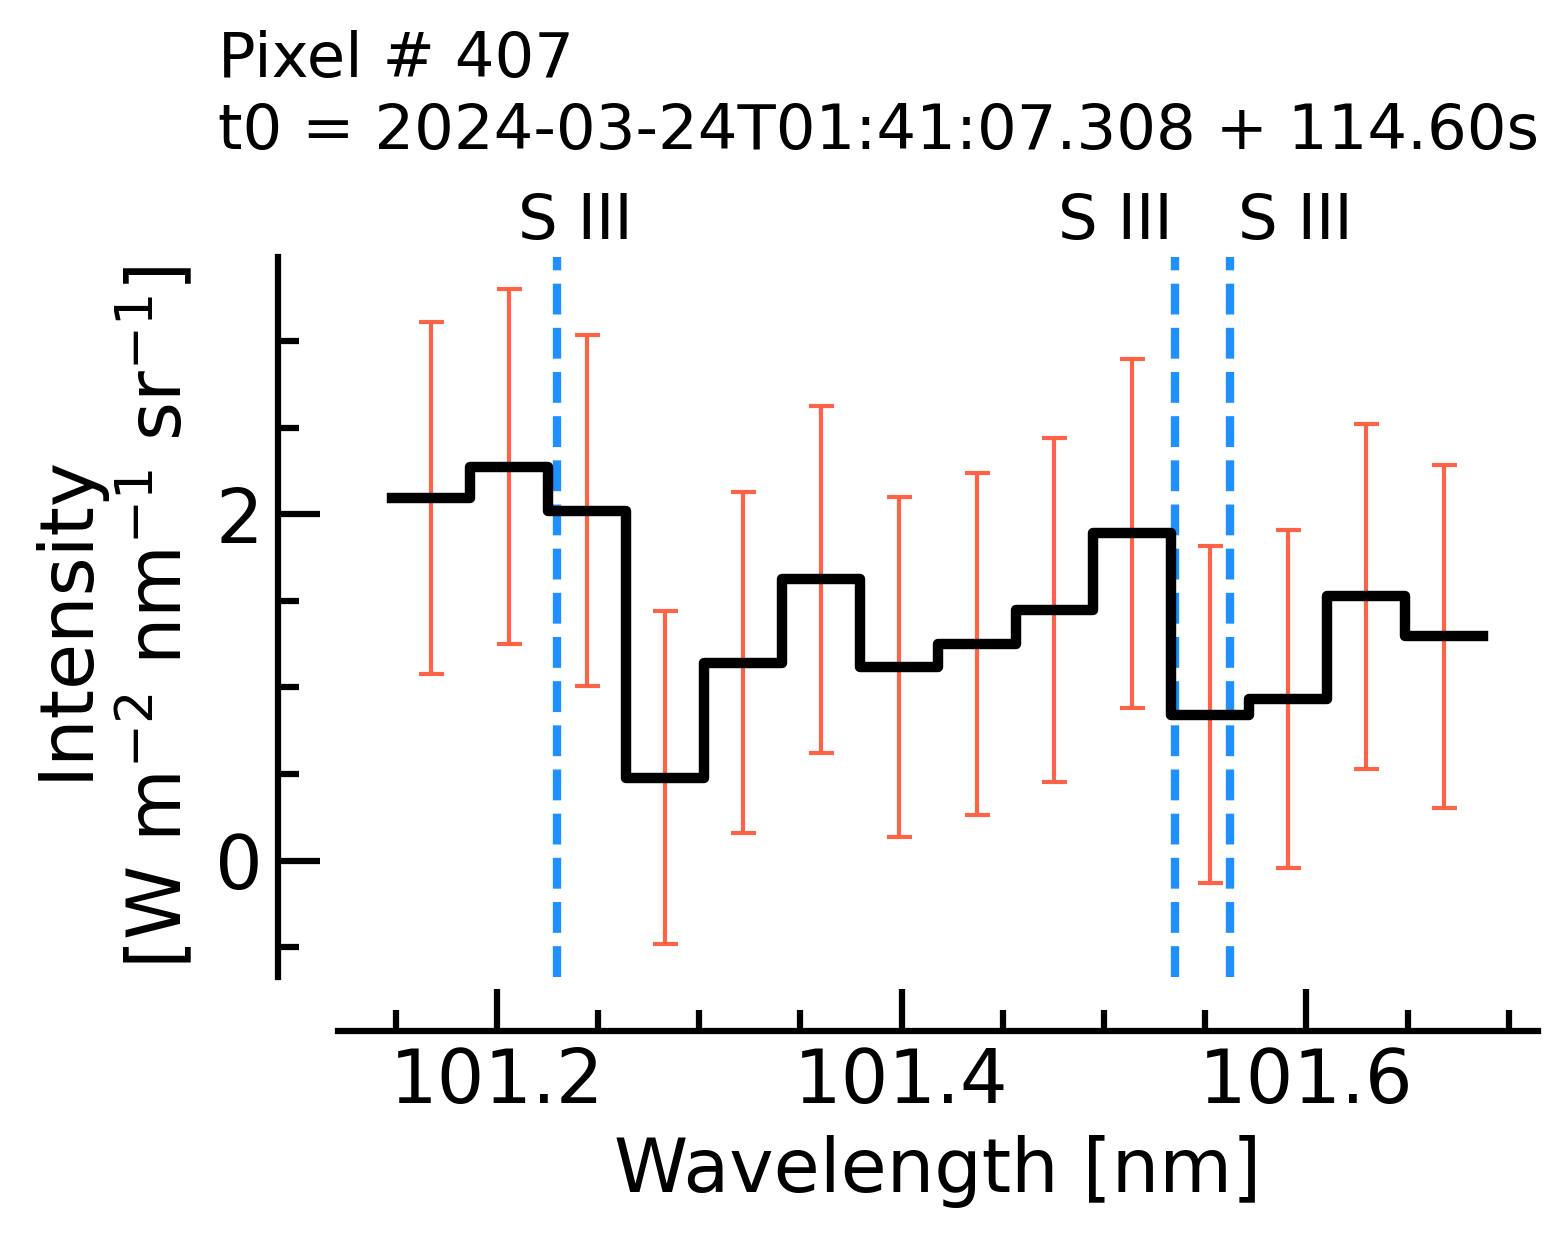 Pixel # 407
t0 = 2024-03-24T01:41:07.308 + 114.60s
S III S III S III
Intensity
[W m⁻² nm⁻¹ sr⁻¹]
2
0
101.2 101.4 101.6
Wavelength [nm]